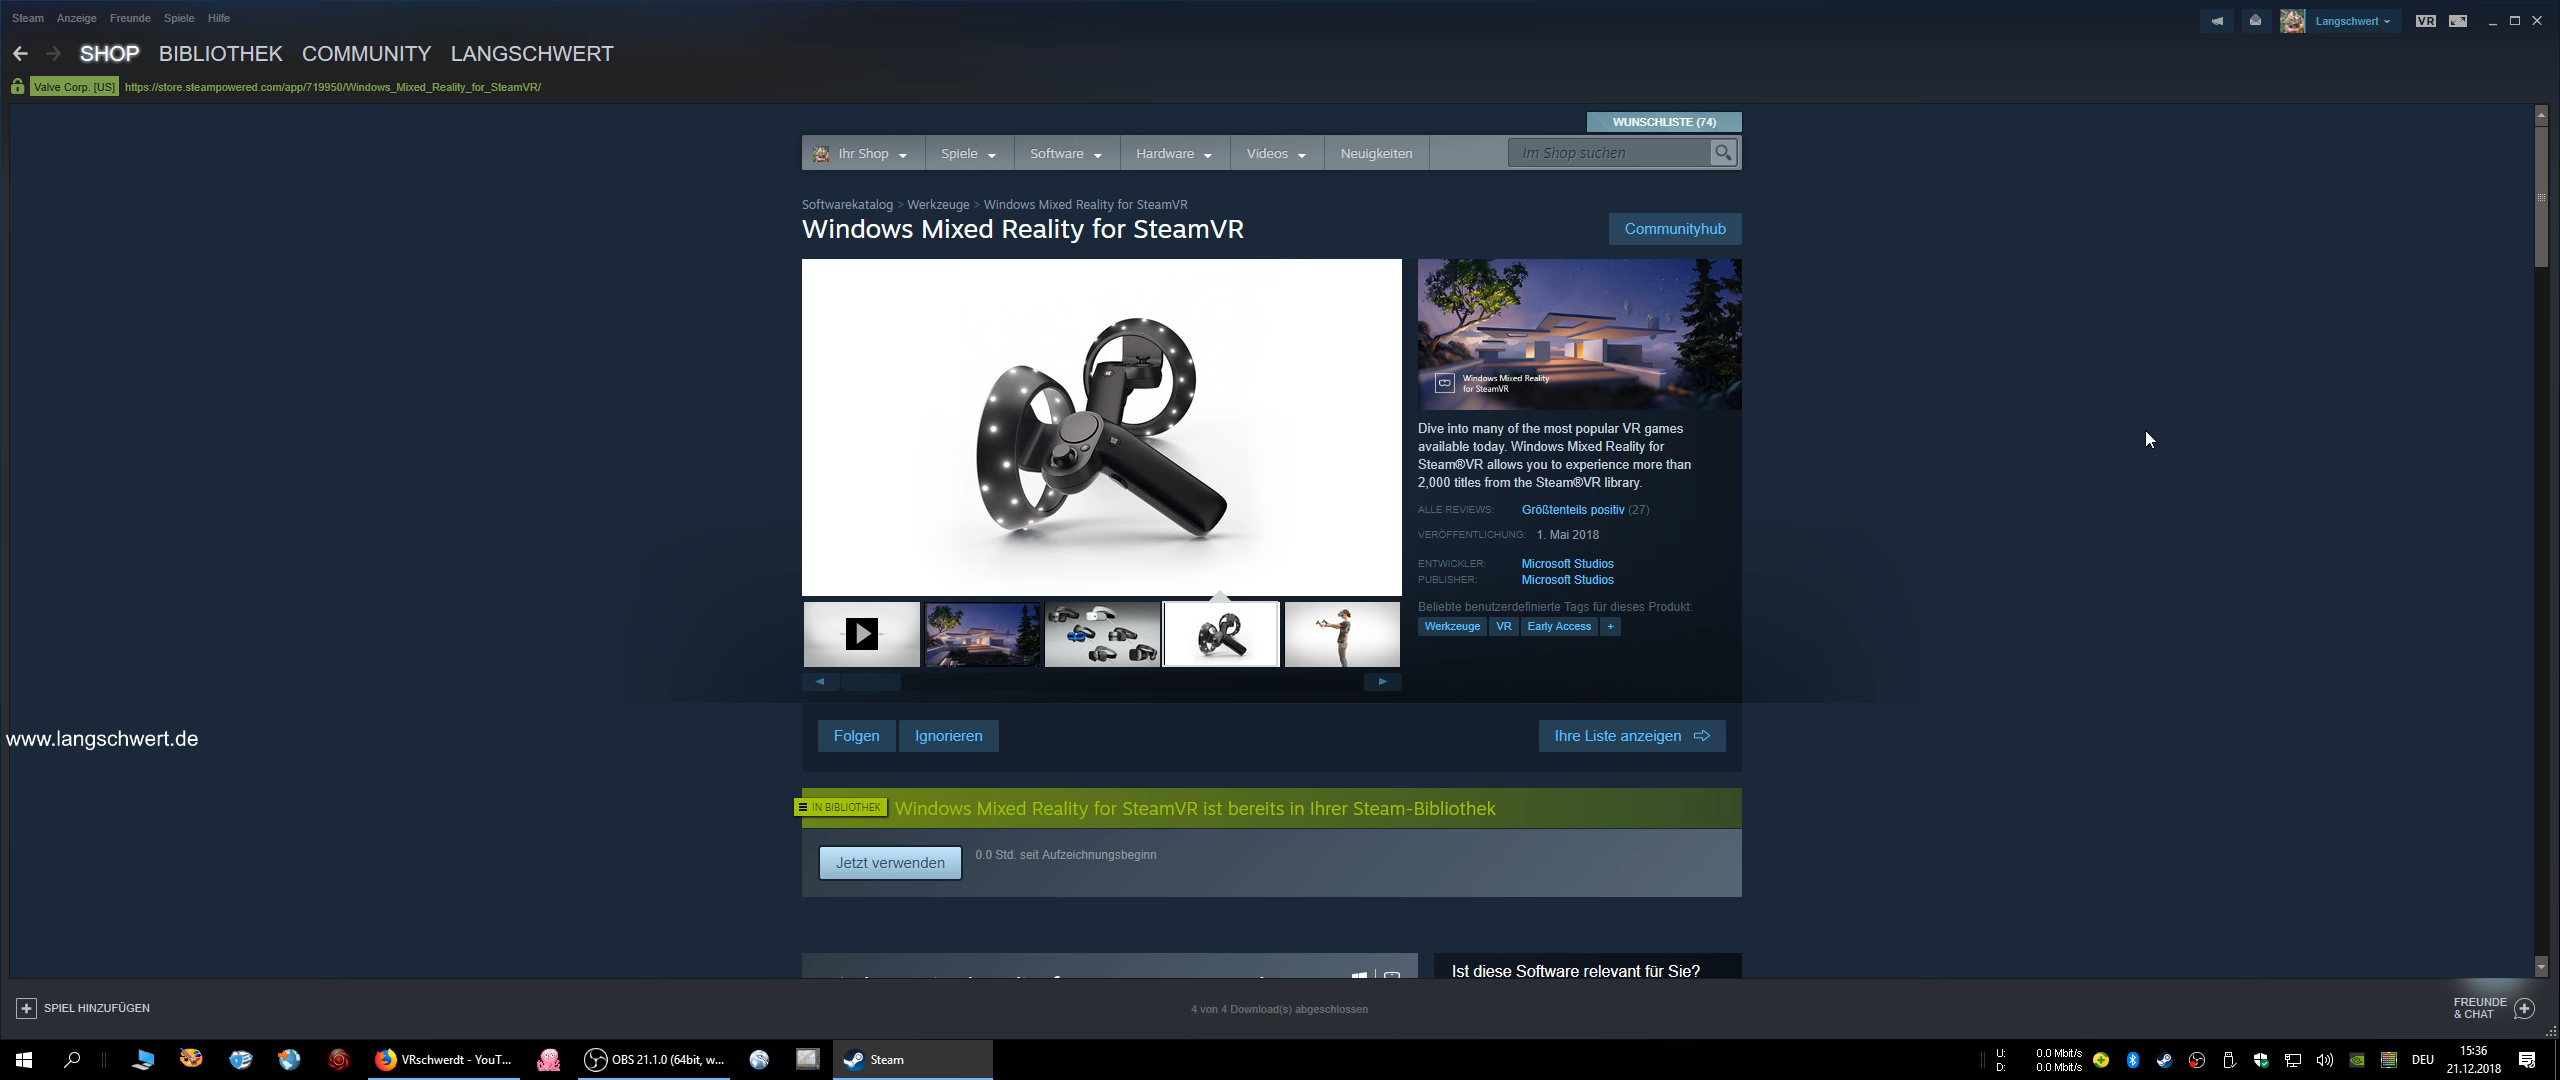 Steam Anzeige Freunde Spiele Hilfe
Langschwert
VR
SHOP BIBLIOTHEK COMMUNITY LANGSCHWERT
Valve Corp. [US] https://store.steampowered.com/app/719950/Windows_Mixed_Reality_for_SteamVR/
WUNSCHLISTE (74)
Ihr Shop Spiele Software Hardware Videos Neuigkeiten Im Shop suchen
Softwarekatalog > Werkzeuge > Windows Mixed Reality for SteamVR
Windows Mixed Reality for SteamVR
Communityhub
Windows Mixed Reality
for SteamVR
Dive into many of the most popular VR games
available today. Windows Mixed Reality for
Steam®VR allows you to experience more than
2,000 titles from the Steam®VR library.
ALLE REVIEWS: Größtenteils positiv (27)
VERÖFFENTLICHUNG: 1. Mai 2018
ENTWICKLER: Microsoft Studios
PUBLISHER: Microsoft Studios
Beliebte benutzerdefinierte Tags für dieses Produkt:
Werkzeuge VR Early Access +
Folgen Ignorieren Ihre Liste anzeigen
www.langschwert.de
IN BIBLIOTHEK Windows Mixed Reality for SteamVR ist bereits in Ihrer Steam-Bibliothek
Jetzt verwenden 0.0 Std. seit Aufzeichnungsbeginn
Ist diese Software relevant für Sie?
SPIEL HINZUFÜGEN
4 von 4 Download(s) abgeschlossen
FREUNDE
& CHAT
VRschwerdt - YouT... OBS 21.1.0 (64bit, w... Steam
U: 0.0 Mbit/s
D: 0.0 Mbit/s
DEU
15:36
21.12.2018